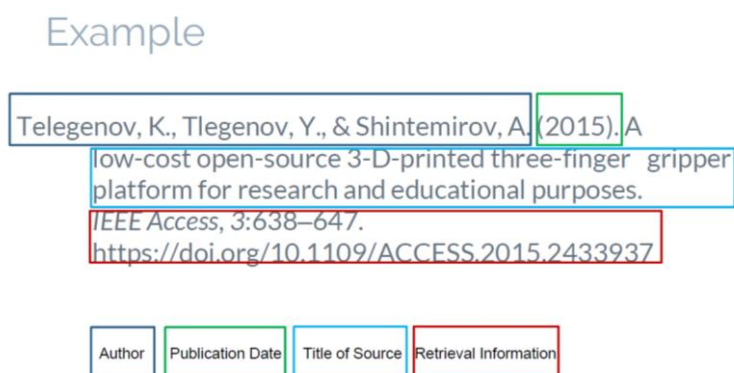 Example
Telegenov, K., Tlegenov, Y., & Shintemirov, A. (2015). A
low-cost open-source 3-D-printed three-finger gripper
platform for research and educational purposes.
IEEE Access, 3:638–647.
https://doi.org/10.1109/ACCESS.2015.2433937
Author Publication Date Title of Source Retrieval Information